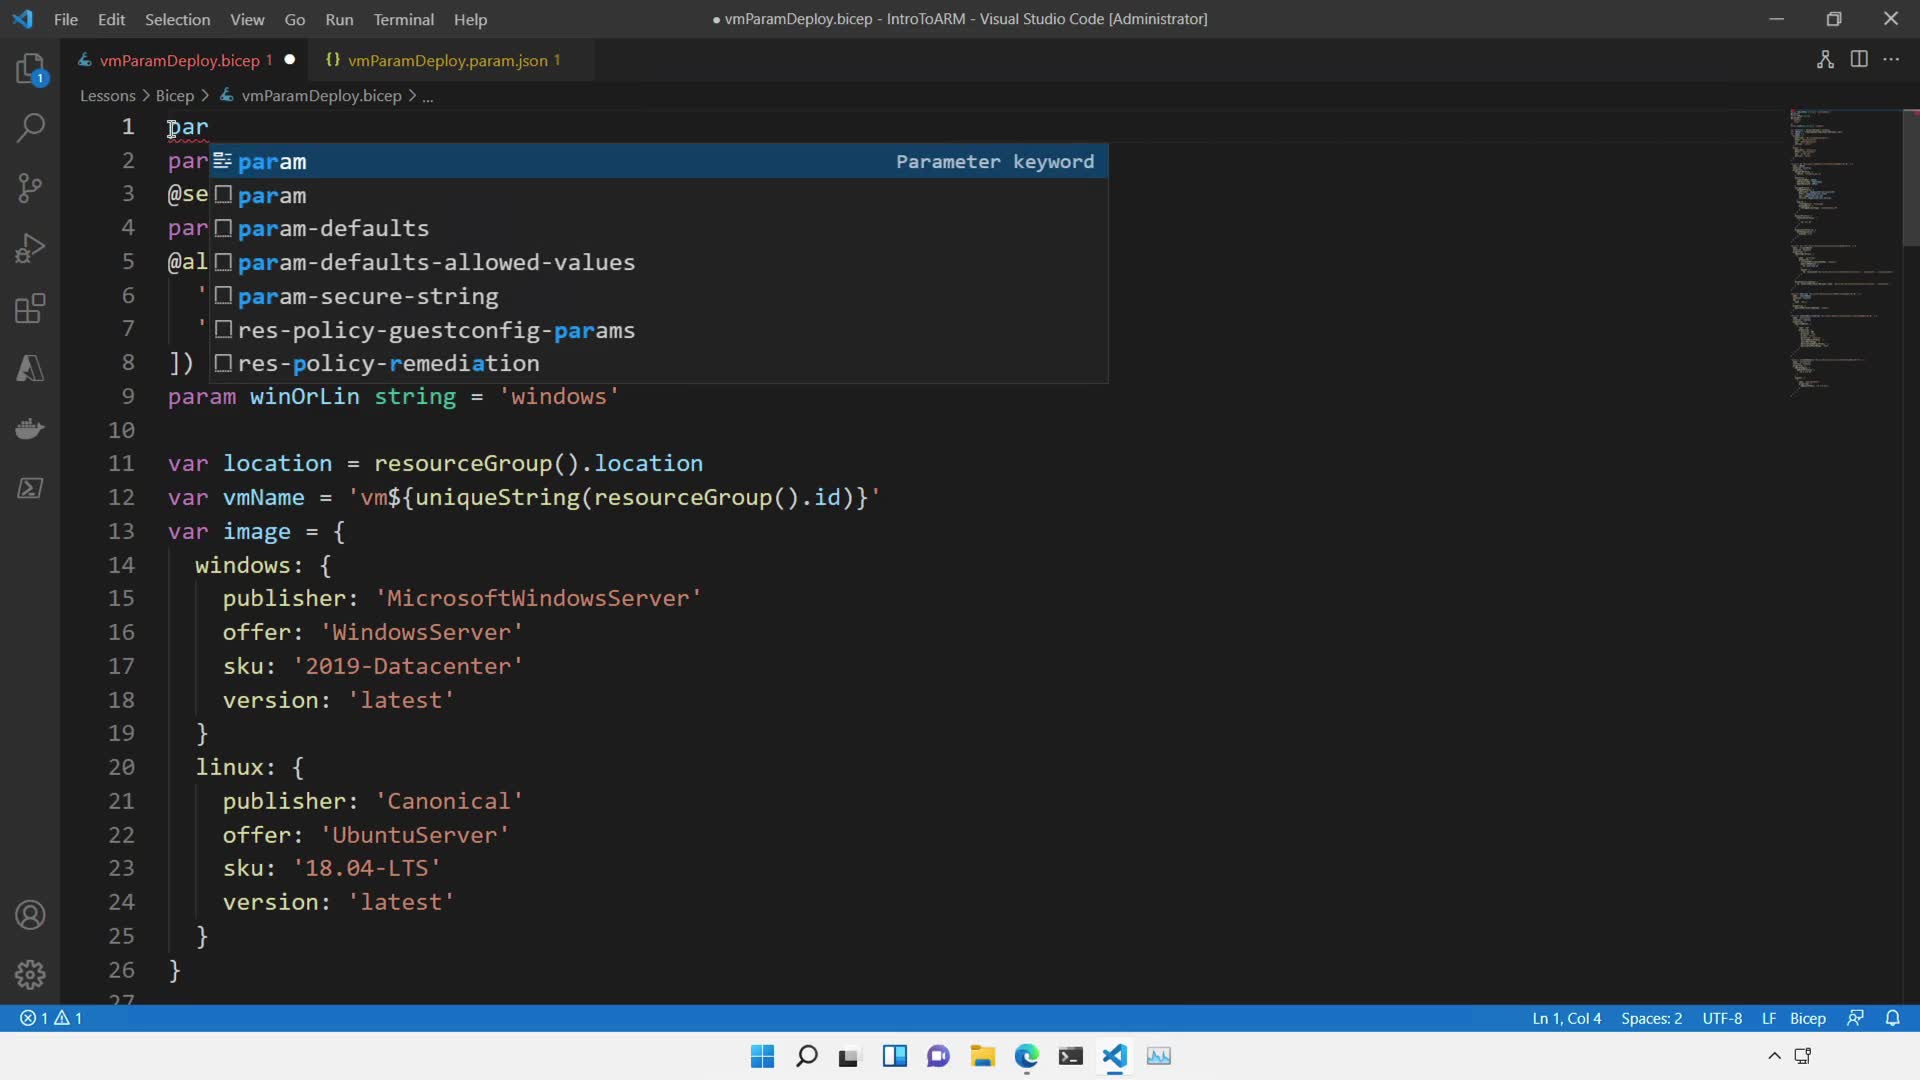 File Edit Selection View Go Run Terminal Help
● vmParamDeploy.bicep - IntroToARM - Visual Studio Code [Administrator]
vmParamDeploy.bicep 1 ●
{} vmParamDeploy.param.json 1
1
Lessons > Bicep > vmParamDeploy.bicep > ...
1 par
2 par
param Parameter keyword
3 @se
param
4 par
param-defaults
5 @al
param-defaults-allowed-values
6 '
param-secure-string
7 '
res-policy-guestconfig-params
8 ])
res-policy-remediation
9 param winOrLin string = 'windows'
10
11 var location = resourceGroup().location
12 var vmName = 'vm${uniqueString(resourceGroup().id)}'
13 var image = {
14 windows: {
15 publisher: 'MicrosoftWindowsServer'
16 offer: 'WindowsServer'
17 sku: '2019-Datacenter'
18 version: 'latest'
19 }
20 linux: {
21 publisher: 'Canonical'
22 offer: 'UbuntuServer'
23 sku: '18.04-LTS'
24 version: 'latest'
25 }
26 }
27
1 1
Ln 1, Col 4 Spaces: 2 UTF-8 LF Bicep